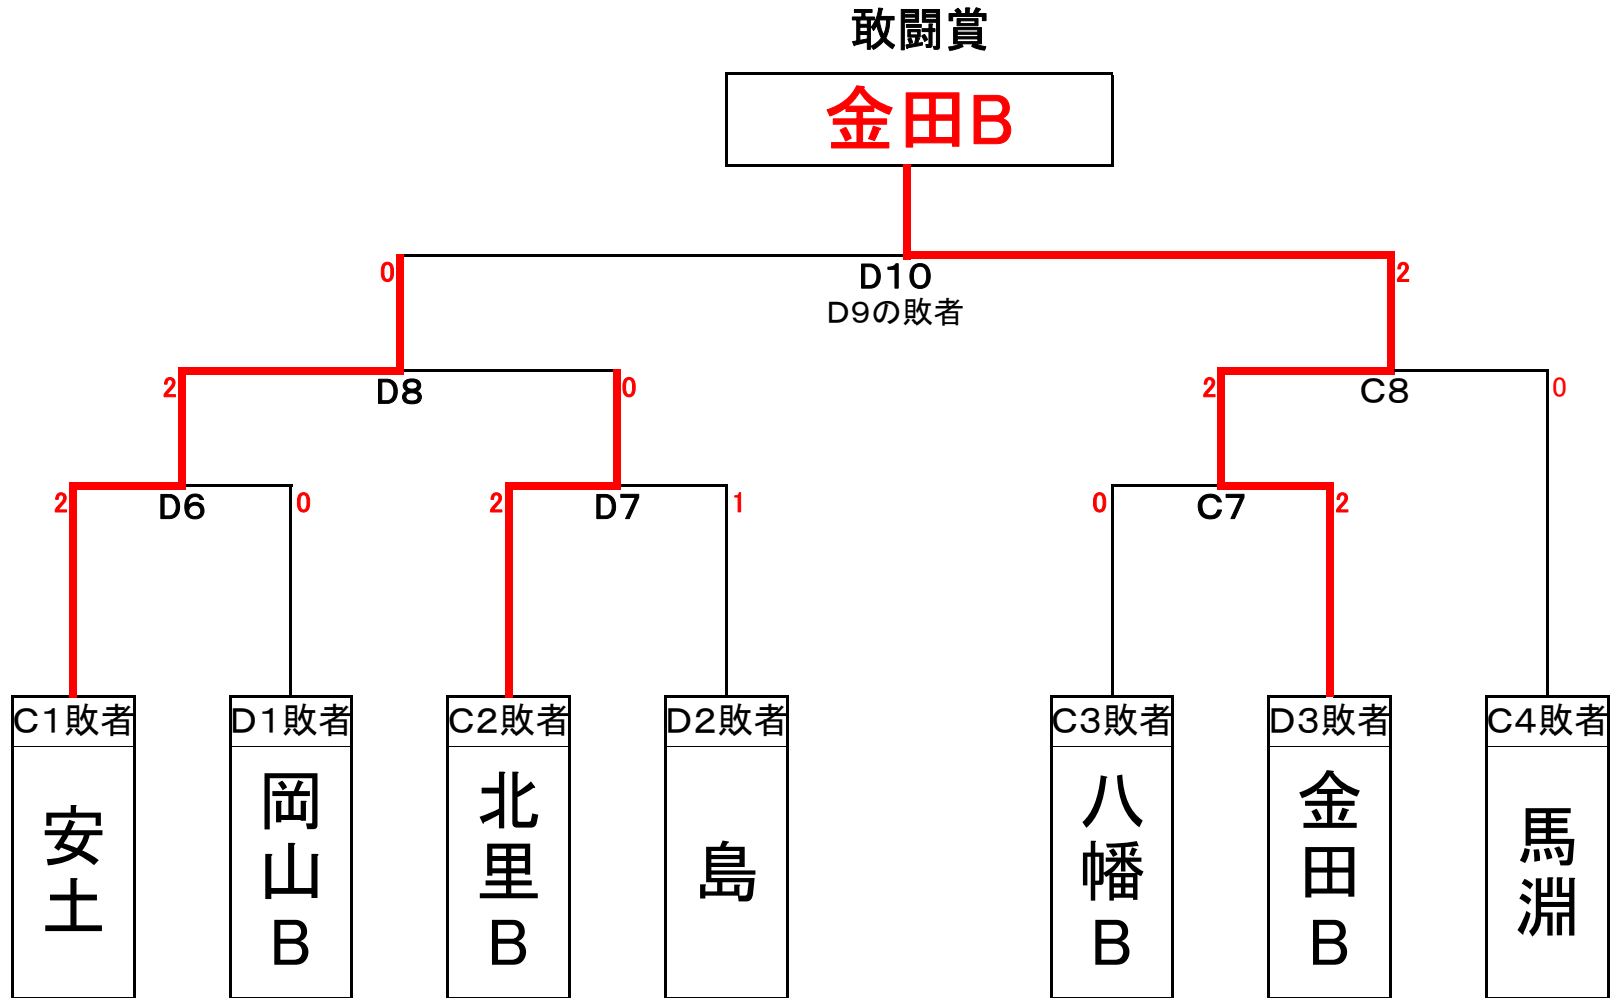 敢闘賞
金田B
0 D10 2
D9の敗者
2 D8 0 2 C8 0
2 D6 0 2 D7 1 0 C7 2
C1敗者 D1敗者 C2敗者 D2敗者 C3敗者 D3敗者 C4敗者
安土 岡山B 北里B 島 八幡B 金田B 馬淵